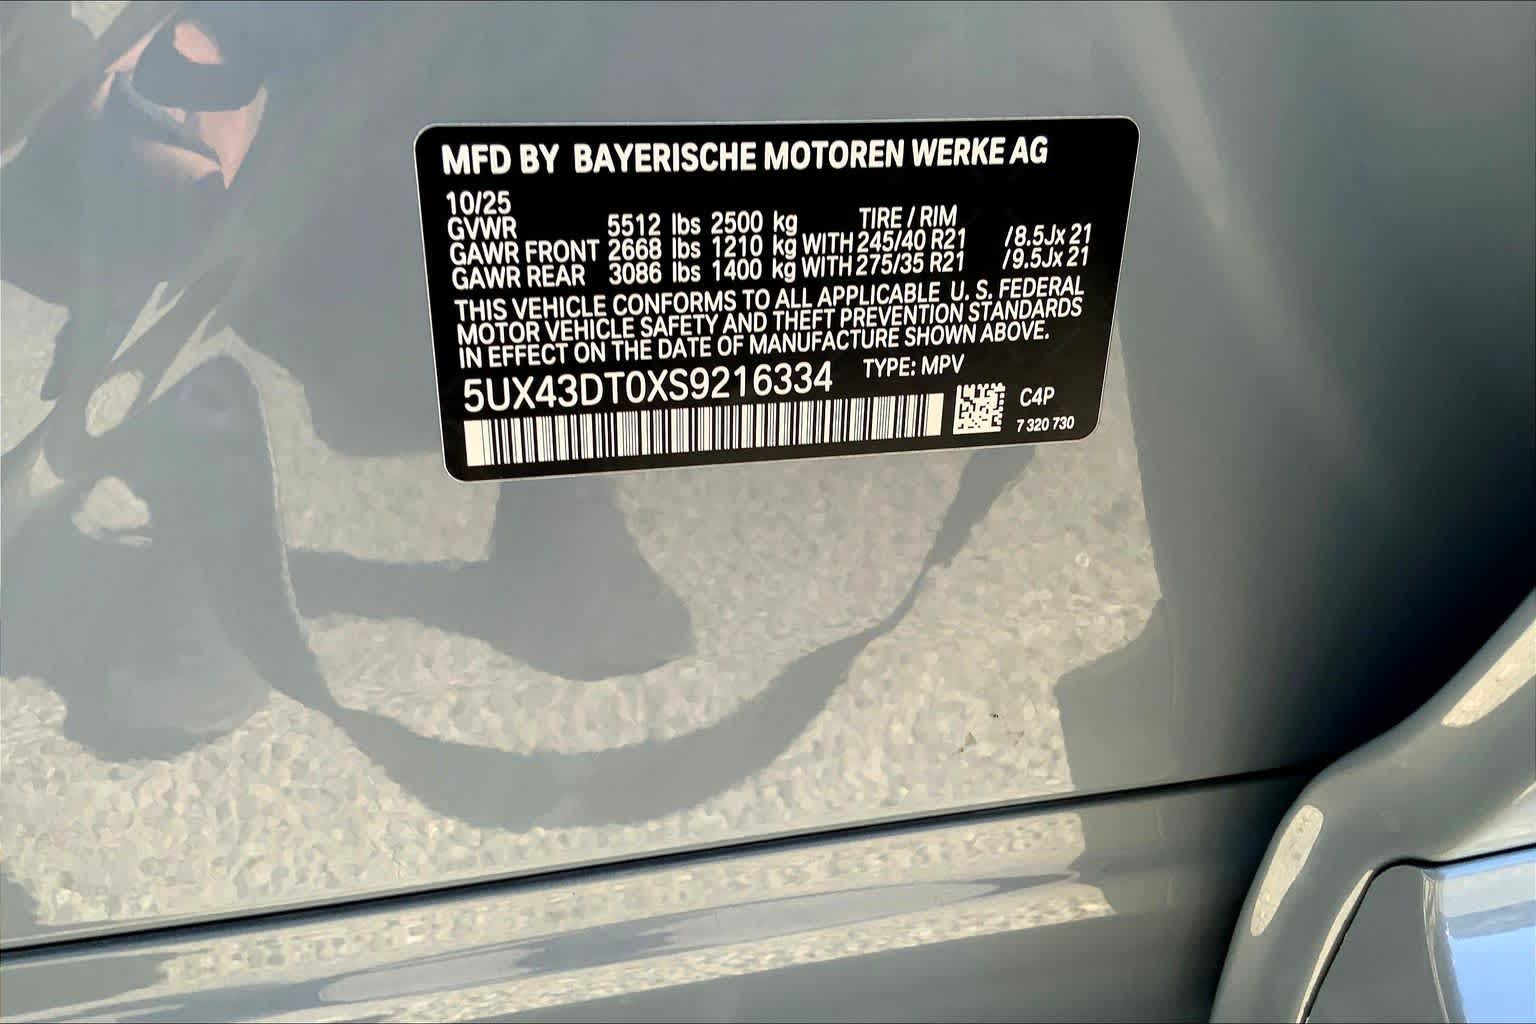 MFD BY BAYERISCHE MOTOREN WERKE AG
10/25
GVWR 5512 lbs 2500 kg TIRE / RIM
GAWR FRONT 2668 lbs 1210 kg WITH 245/40 R21 /8.5Jx 21
GAWR REAR 3086 lbs 1400 kg WITH 275/35 R21 /9.5Jx 21
THIS VEHICLE CONFORMS TO ALL APPLICABLE U. S. FEDERAL
MOTOR VEHICLE SAFETY AND THEFT PREVENTION STANDARDS
IN EFFECT ON THE DATE OF MANUFACTURE SHOWN ABOVE.
5UX43DT0XS9216334 TYPE: MPV
C4P
7 320 730